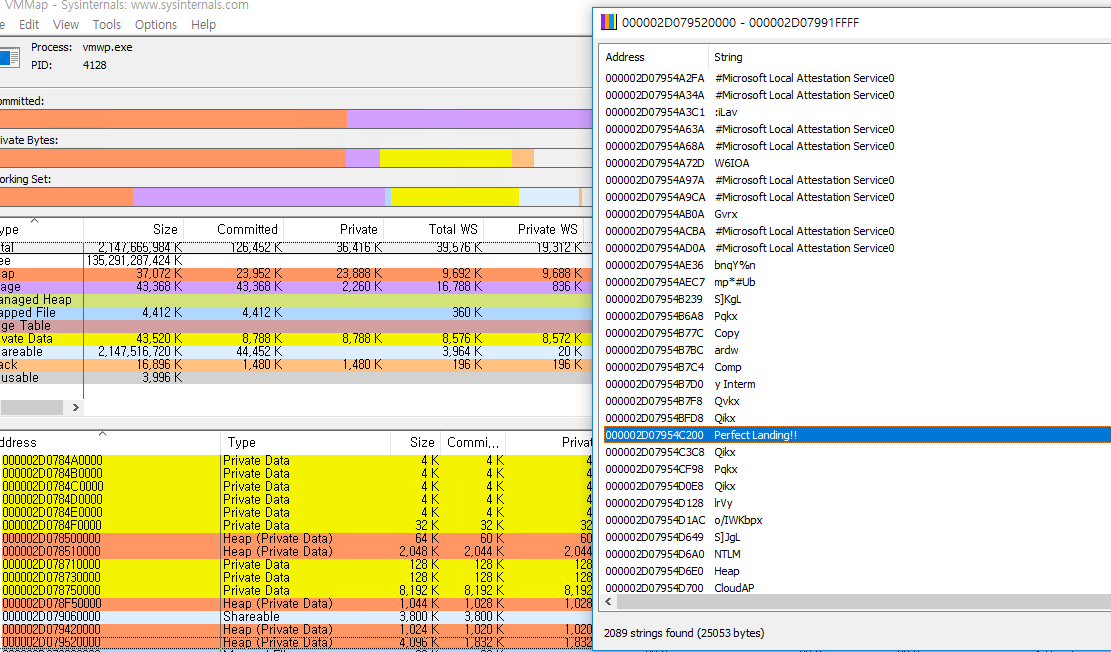 VMMap - Sysinternals: www.sysinternals.com
Edit View Tools Options Help
Process: vmwp.exe
PID: 4128
ommitted:
rivate Bytes:
orking Set:
ype Size Committed Private Total WS Private WS
tal 2,147,665,984 K 126,452 K 36,416 K 39,576 K 19,312 K
ee 135,291,287,424 K
ap 37,072 K 23,952 K 23,888 K 9,692 K 9,688 K
age 43,368 K 43,368 K 2,260 K 16,788 K 836 K
anaged Heap
apped File 4,412 K 4,412 K 360 K
ge Table
vate Data 43,520 K 8,788 K 8,788 K 8,576 K 8,572 K
areable 2,147,516,720 K 44,452 K 3,964 K 20 K
ack 16,896 K 1,480 K 1,480 K 196 K 196 K
usable 3,996 K
ddress Type Size Commi... Privat
000002D0784A0000 Private Data 4 K 4 K 4
000002D0784B0000 Private Data 4 K 4 K 4
000002D0784C0000 Private Data 4 K 4 K 4
000002D0784D0000 Private Data 4 K 4 K 4
000002D0784E0000 Private Data 4 K 4 K 4
000002D0784F0000 Private Data 32 K 32 K 32
000002D078500000 Heap (Private Data) 64 K 60 K 60
000002D078510000 Heap (Private Data) 2,048 K 2,044 K 2,044
000002D078710000 Private Data 128 K 128 K 128
000002D078730000 Private Data 128 K 128 K 128
000002D078750000 Private Data 8,192 K 8,192 K 8,192
000002D078F50000 Heap (Private Data) 1,044 K 1,028 K 1,028
000002D079060000 Shareable 3,800 K 3,800 K
000002D079420000 Heap (Private Data) 1,024 K 1,020 K 1,020
000002D079520000 Heap (Private Data) 4,096 K 1,832 K 1,832
000002D079520000 - 000002D07991FFFF
Address String
000002D07954A2FA #Microsoft Local Attestation Service0
000002D07954A34A #Microsoft Local Attestation Service0
000002D07954A3C1 :iLav
000002D07954A63A #Microsoft Local Attestation Service0
000002D07954A68A #Microsoft Local Attestation Service0
000002D07954A72D W6IOA
000002D07954A97A #Microsoft Local Attestation Service0
000002D07954A9CA #Microsoft Local Attestation Service0
000002D07954AB0A Gvrx
000002D07954ACBA #Microsoft Local Attestation Service0
000002D07954AD0A #Microsoft Local Attestation Service0
000002D07954AE36 bnqY%n
000002D07954AEC7 mp*#Ub
000002D07954B239 S]KgL
000002D07954B6A8 Pqkx
000002D07954B77C Copy
000002D07954B7BC ardw
000002D07954B7C4 Comp
000002D07954B7D0 y Interm
000002D07954B7F8 Qvkx
000002D07954BFD8 Qikx
000002D07954C200 Perfect Landing!!
000002D07954C3C8 Qikx
000002D07954CF98 Pqkx
000002D07954D0E8 Qikx
000002D07954D128 lrVy
000002D07954D1AC o/IWKbpx
000002D07954D649 S]JgL
000002D07954D6A0 NTLM
000002D07954D6E0 Heap
000002D07954D700 CloudAP
2089 strings found (25053 bytes)